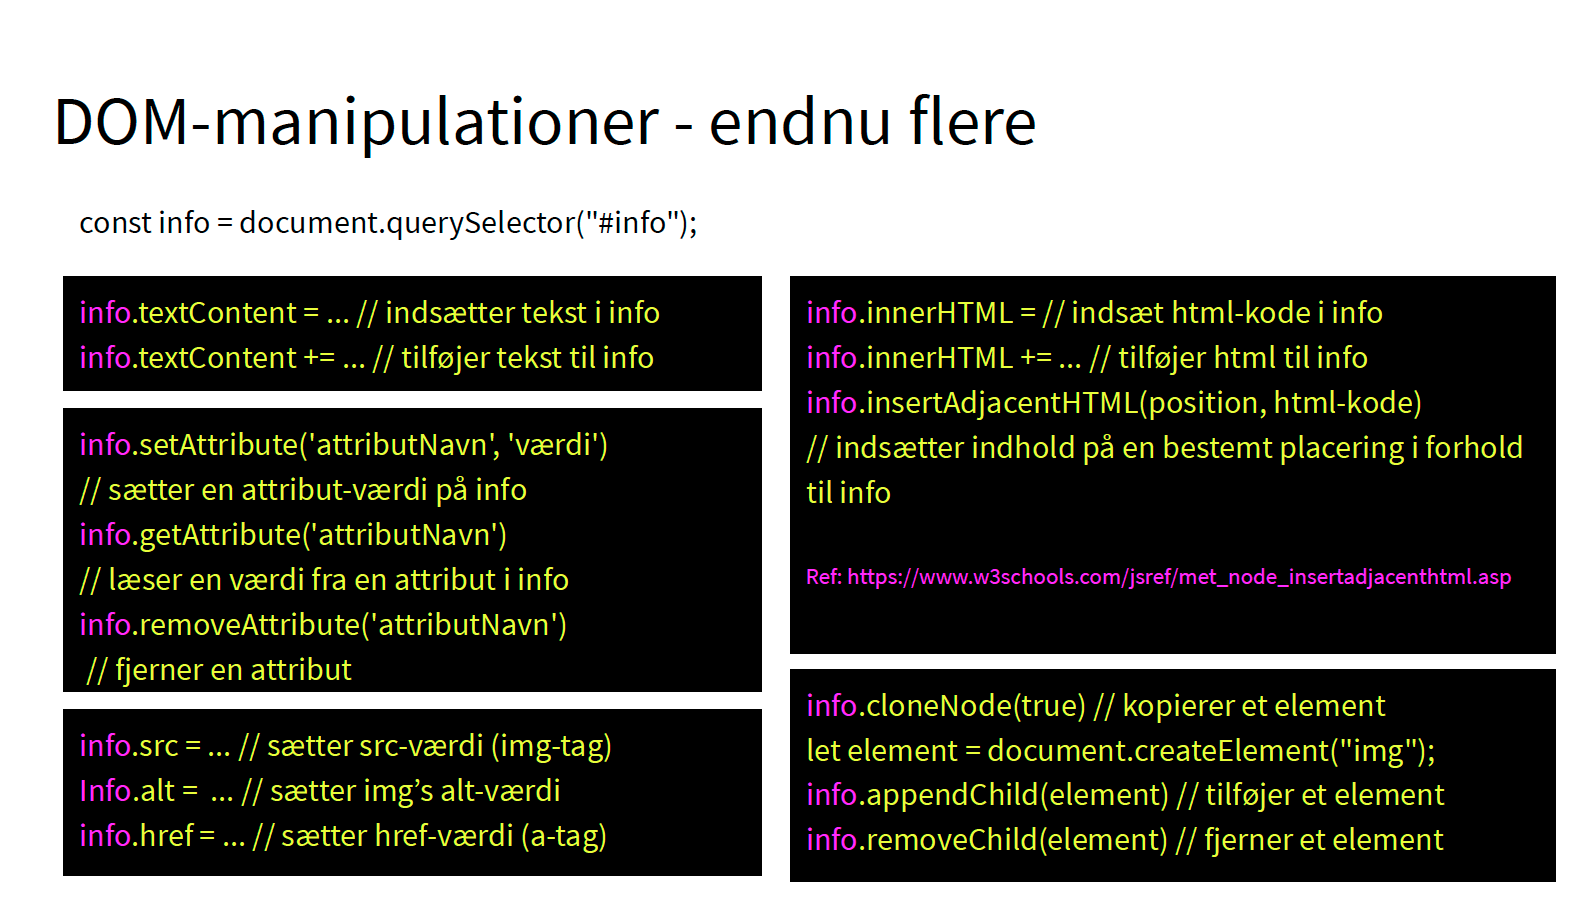 DOM-manipulationer - endnu flere
const info = document.querySelector("#info");
info.textContent = ... // indsætter tekst i info
info.textContent += ... // tilføjer tekst til info
info.setAttribute('attributNavn', 'værdi')
// sætter en attribut-værdi på info
info.getAttribute('attributNavn')
// læser en værdi fra en attribut i info
info.removeAttribute('attributNavn')
// fjerner en attribut
info.src = ... // sætter src-værdi (img-tag)
Info.alt =  ... // sætter img’s alt-værdi
info.href = ... // sætter href-værdi (a-tag)
info.innerHTML = // indsæt html-kode i info
info.innerHTML += ... // tilføjer html til info
info.insertAdjacentHTML(position, html-kode)
// indsætter indhold på en bestemt placering i forhold
til info
Ref: https://www.w3schools.com/jsref/met_node_insertadjacenthtml.asp
info.cloneNode(true) // kopierer et element
let element = document.createElement("img");
info.appendChild(element) // tilføjer et element
info.removeChild(element) // fjerner et element